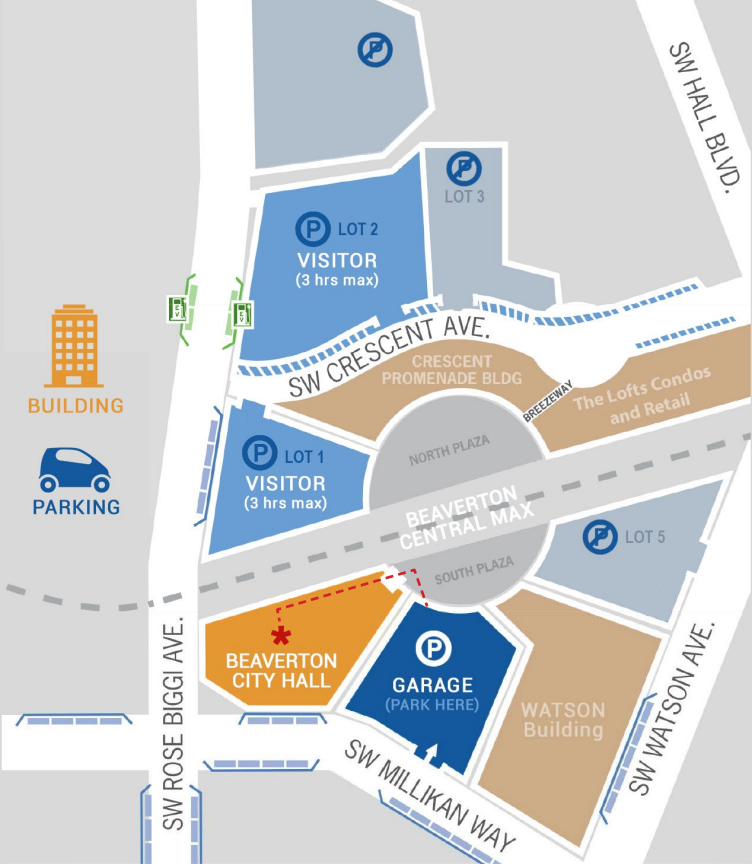 P
SW HALL BLVD.
P
LOT 3
P LOT 2
VISITOR
(3 hrs max)
EV
EV
SW CRESCENT AVE.
CRESCENT
PROMENADE BLDG
BREEZEWAY
The Lofts Condos
and Retail
BUILDING
PARKING
P LOT 1
VISITOR
(3 hrs max)
NORTH PLAZA
BEAVERTON
CENTRAL MAX
SOUTH PLAZA
P LOT 5
*
BEAVERTON
CITY HALL
P
GARAGE
(PARK HERE)
WATSON
Building
SW ROSE BIGGI AVE.
SW WATSON AVE.
SW MILLIKAN WAY